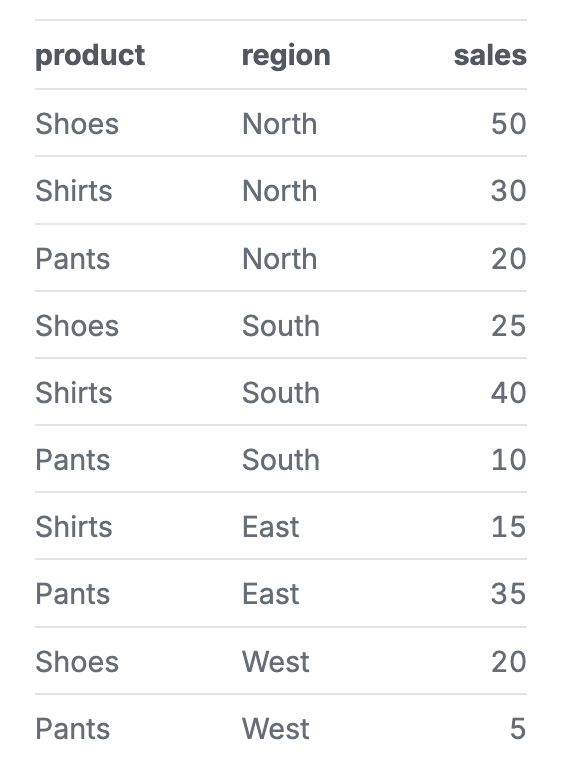 product region sales
Shoes North 50
Shirts North 30
Pants North 20
Shoes South 25
Shirts South 40
Pants South 10
Shirts East 15
Pants East 35
Shoes West 20
Pants West 5